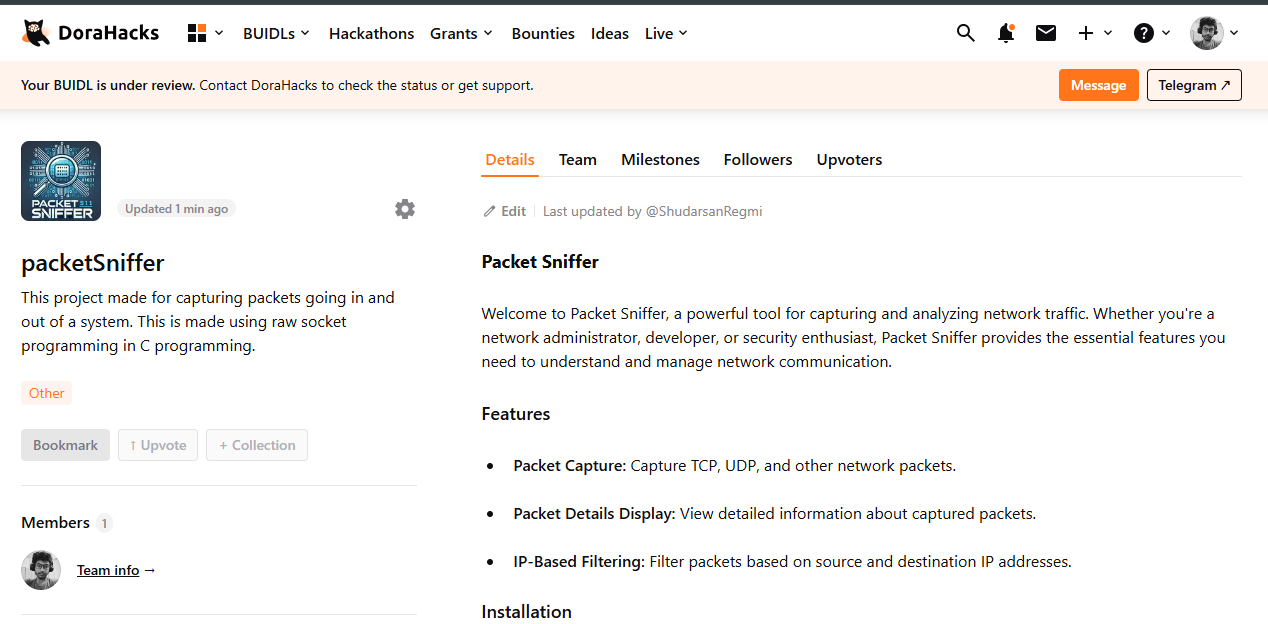 DoraHacks BUIDLs Hackathons Grants Bounties Ideas Live
Your BUIDL is under review. Contact DoraHacks to check the status or get support. Message Telegram ↗
PACKET
SNIFFER
Updated 1 min ago
packetSniffer
This project made for capturing packets going in and
out of a system. This is made using raw socket
programming in C programming.
Other
Bookmark ↑ Upvote + Collection
Members 1
Team info →
Details Team Milestones Followers Upvoters
Edit Last updated by @ShudarsanRegmi
Packet Sniffer
Welcome to Packet Sniffer, a powerful tool for capturing and analyzing network traffic. Whether you're a
network administrator, developer, or security enthusiast, Packet Sniffer provides the essential features you
need to understand and manage network communication.
Features
• Packet Capture: Capture TCP, UDP, and other network packets.
• Packet Details Display: View detailed information about captured packets.
• IP-Based Filtering: Filter packets based on source and destination IP addresses.
Installation